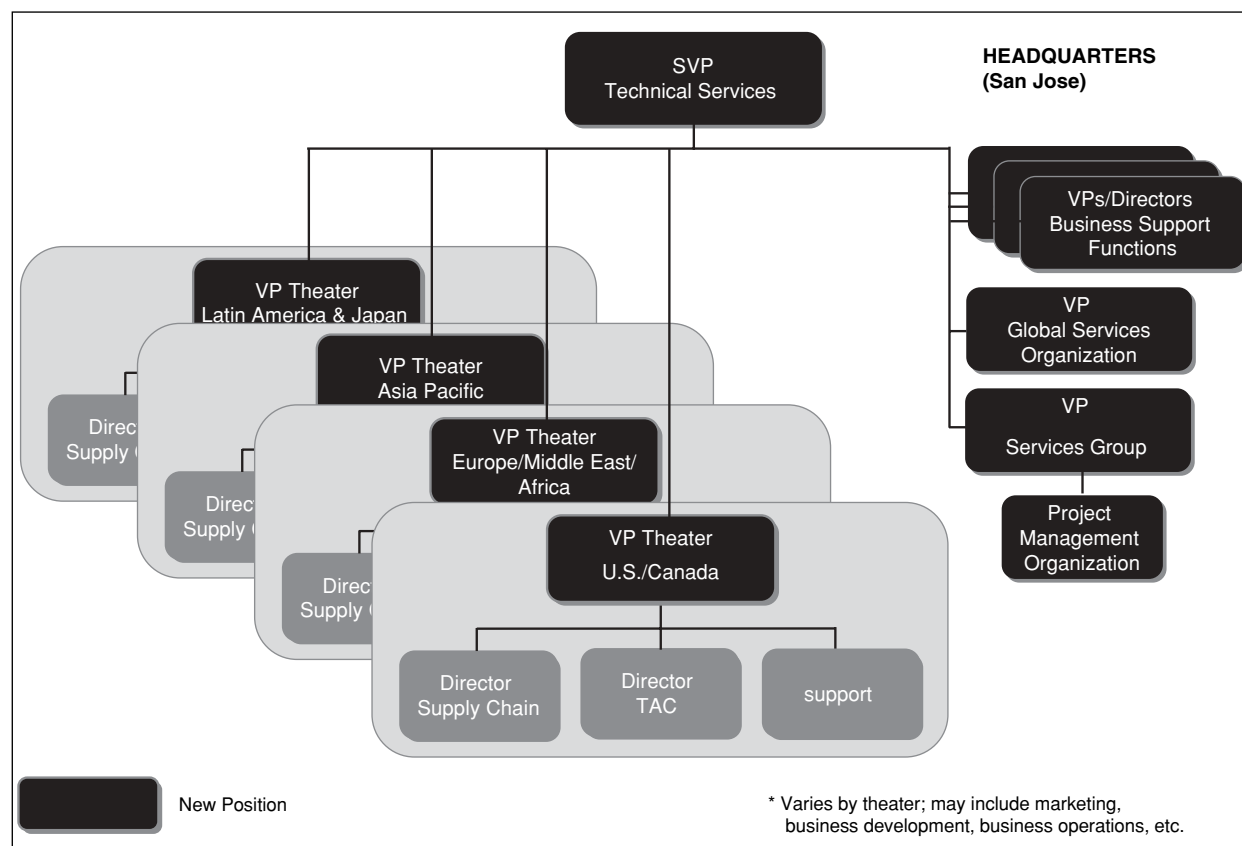 SVP
Technical Services
HEADQUARTERS
(San Jose)
VPs/Directors
Business Support
Functions
VP
Global Services
Organization
VP
Services Group
Project
Management
Organization
VP Theater
Latin America & Japan
VP Theater
Asia Pacific
VP Theater
Europe/Middle East/
Africa
VP Theater
U.S./Canada
Supply
Supply
Supply
Director
Supply Chain
Director
TAC
support
New Position
* Varies by theater; may include marketing,
business development, business operations, etc.